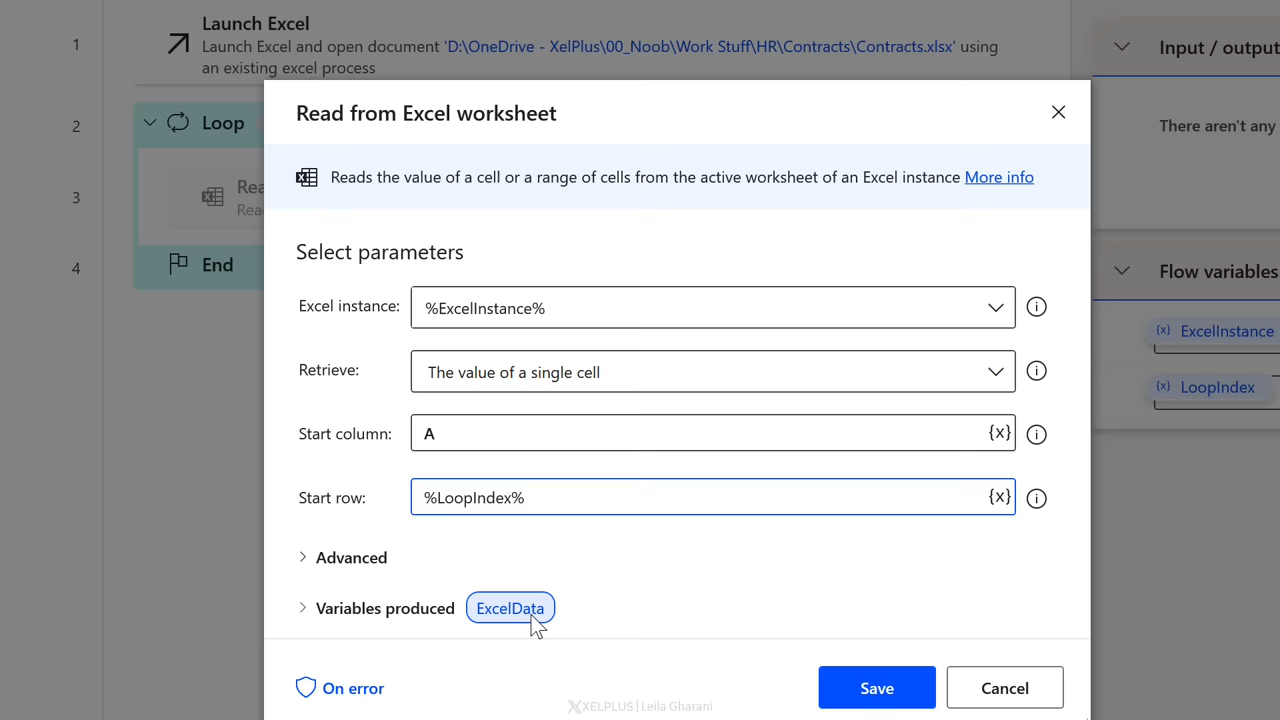 1
Launch Excel
Launch Excel and open document 'D:\OneDrive - XelPlus\00_Noob\Work Stuff\HR\Contracts\Contracts.xlsx' using
an existing excel process
2
Loop
3
Rea
Read
4
End
Read from Excel worksheet
Reads the value of a cell or a range of cells from the active worksheet of an Excel instance More info
Select parameters
Excel instance:
%ExcelInstance%
Retrieve:
The value of a single cell
Start column:
A
{x}
Start row:
%LoopIndex%
{x}
Advanced
Variables produced ExcelData
On error
Save
Cancel
XELPLUS | Leila Gharani
Input / output
There aren't any
Flow variables
(x) ExcelInstance
(x) LoopIndex